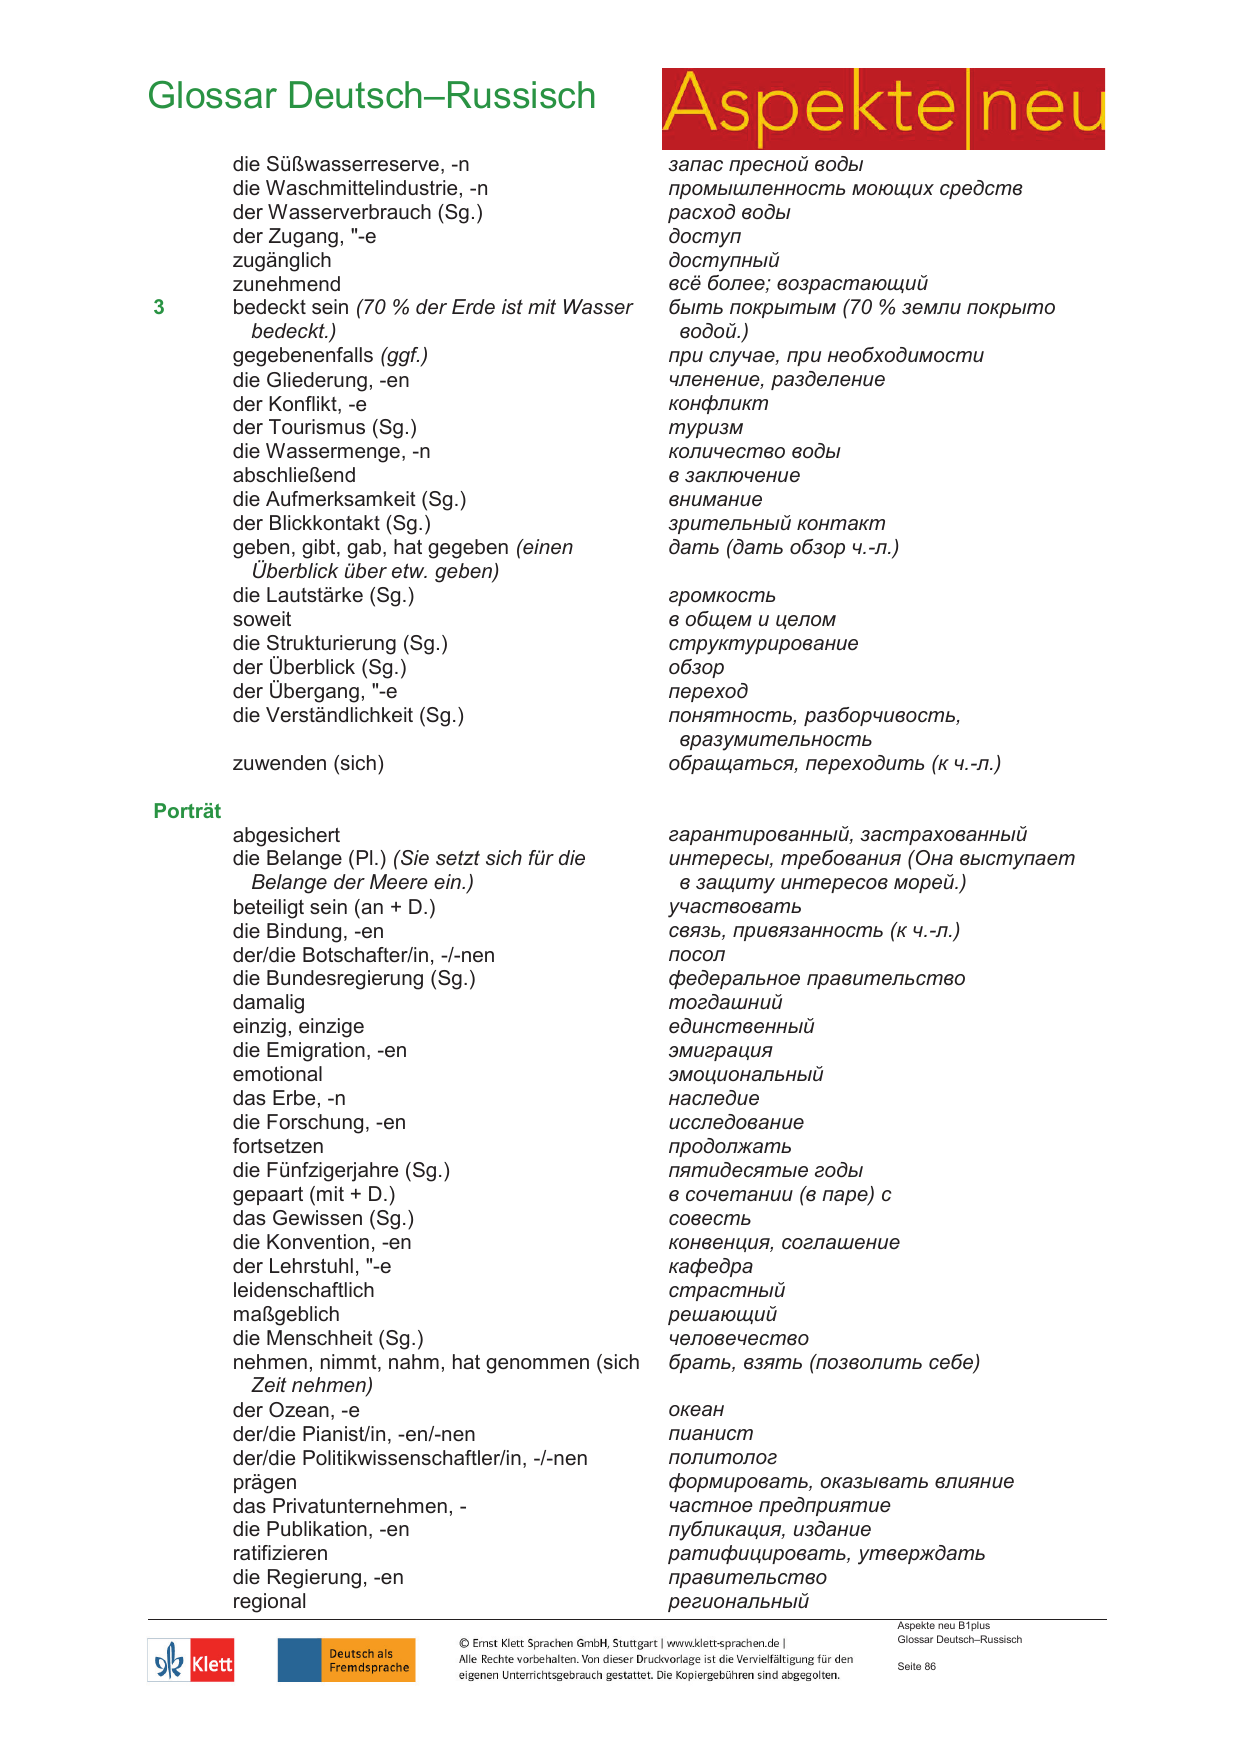 Glossar Deutsch–Russisch
Aspekte|neu
die Süßwasserreserve, -n запас пресной воды
die Waschmittelindustrie, -n промышленность моющих средств
der Wasserverbrauch (Sg.) расход воды
der Zugang, "-e доступ
zugänglich доступный
zunehmend всё более; возрастающий
3 bedeckt sein (70 % der Erde ist mit Wasser быть покрытым (70 % земли покрыто
bedeckt.) водой.)
gegebenenfalls (ggf.) при случае, при необходимости
die Gliederung, -en членение, разделение
der Konflikt, -e конфликт
der Tourismus (Sg.) туризм
die Wassermenge, -n количество воды
abschließend в заключение
die Aufmerksamkeit (Sg.) внимание
der Blickkontakt (Sg.) зрительный контакт
geben, gibt, gab, hat gegeben (einen дать (дать обзор ч.-л.)
Überblick über etw. geben)
die Lautstärke (Sg.) громкость
soweit в общем и целом
die Strukturierung (Sg.) структурирование
der Überblick (Sg.) обзор
der Übergang, "-e переход
die Verständlichkeit (Sg.) понятность, разборчивость,
вразумительность
zuwenden (sich) обращаться, переходить (к ч.-л.)
Porträt
abgesichert гарантированный, застрахованный
die Belange (Pl.) (Sie setzt sich für die интересы, требования (Она выступает
Belange der Meere ein.) в защиту интересов морей.)
beteiligt sein (an + D.) участвовать
die Bindung, -en связь, привязанность (к ч.-л.)
der/die Botschafter/in, -/-nen посол
die Bundesregierung (Sg.) федеральное правительство
damalig тогдашний
einzig, einzige единственный
die Emigration, -en эмиграция
emotional эмоциональный
das Erbe, -n наследие
die Forschung, -en исследование
fortsetzen продолжать
die Fünfzigerjahre (Sg.) пятидесятые годы
gepaart (mit + D.) в сочетании (в паре) с
das Gewissen (Sg.) совесть
die Konvention, -en конвенция, соглашение
der Lehrstuhl, "-e кафедра
leidenschaftlich страстный
maßgeblich решающий
die Menschheit (Sg.) человечество
nehmen, nimmt, nahm, hat genommen (sich брать, взять (позволить себе)
Zeit nehmen)
der Ozean, -e океан
der/die Pianist/in, -en/-nen пианист
der/die Politikwissenschaftler/in, -/-nen политолог
prägen формировать, оказывать влияние
das Privatunternehmen, - частное предприятие
die Publikation, -en публикация, издание
ratifizieren ратифицировать, утверждать
die Regierung, -en правительство
regional региональный
Klett
Deutsch als
Fremdsprache
© Ernst Klett Sprachen GmbH, Stuttgart | www.klett-sprachen.de |
Alle Rechte vorbehalten. Von dieser Druckvorlage ist die Vervielfältigung für den
eigenen Unterrichtsgebrauch gestattet. Die Kopiergebühren sind abgegolten.
Aspekte neu B1plus
Glossar Deutsch–Russisch
Seite 86